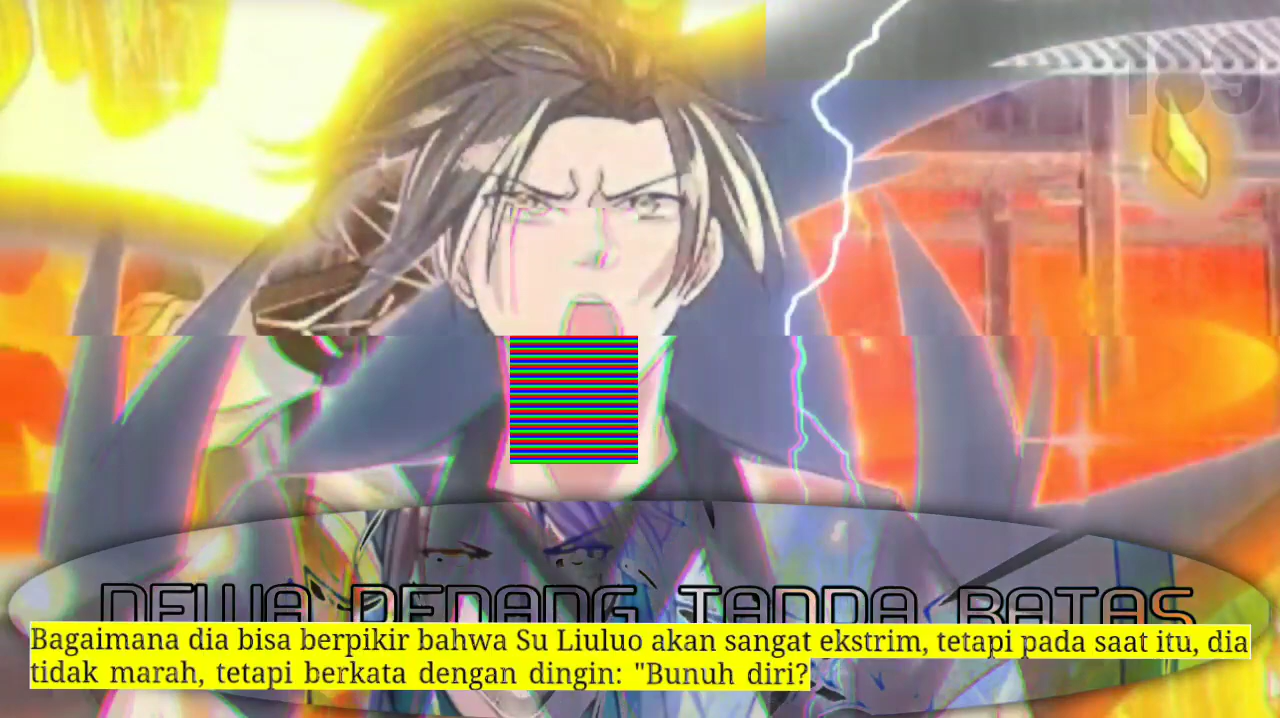 169
DEWA PEDANG TANPA BATAS
Bagaimana dia bisa berpikir bahwa Su Liuluo akan sangat ekstrim, tetapi pada saat itu, dia
tidak marah, tetapi berkata dengan dingin: "Bunuh diri?